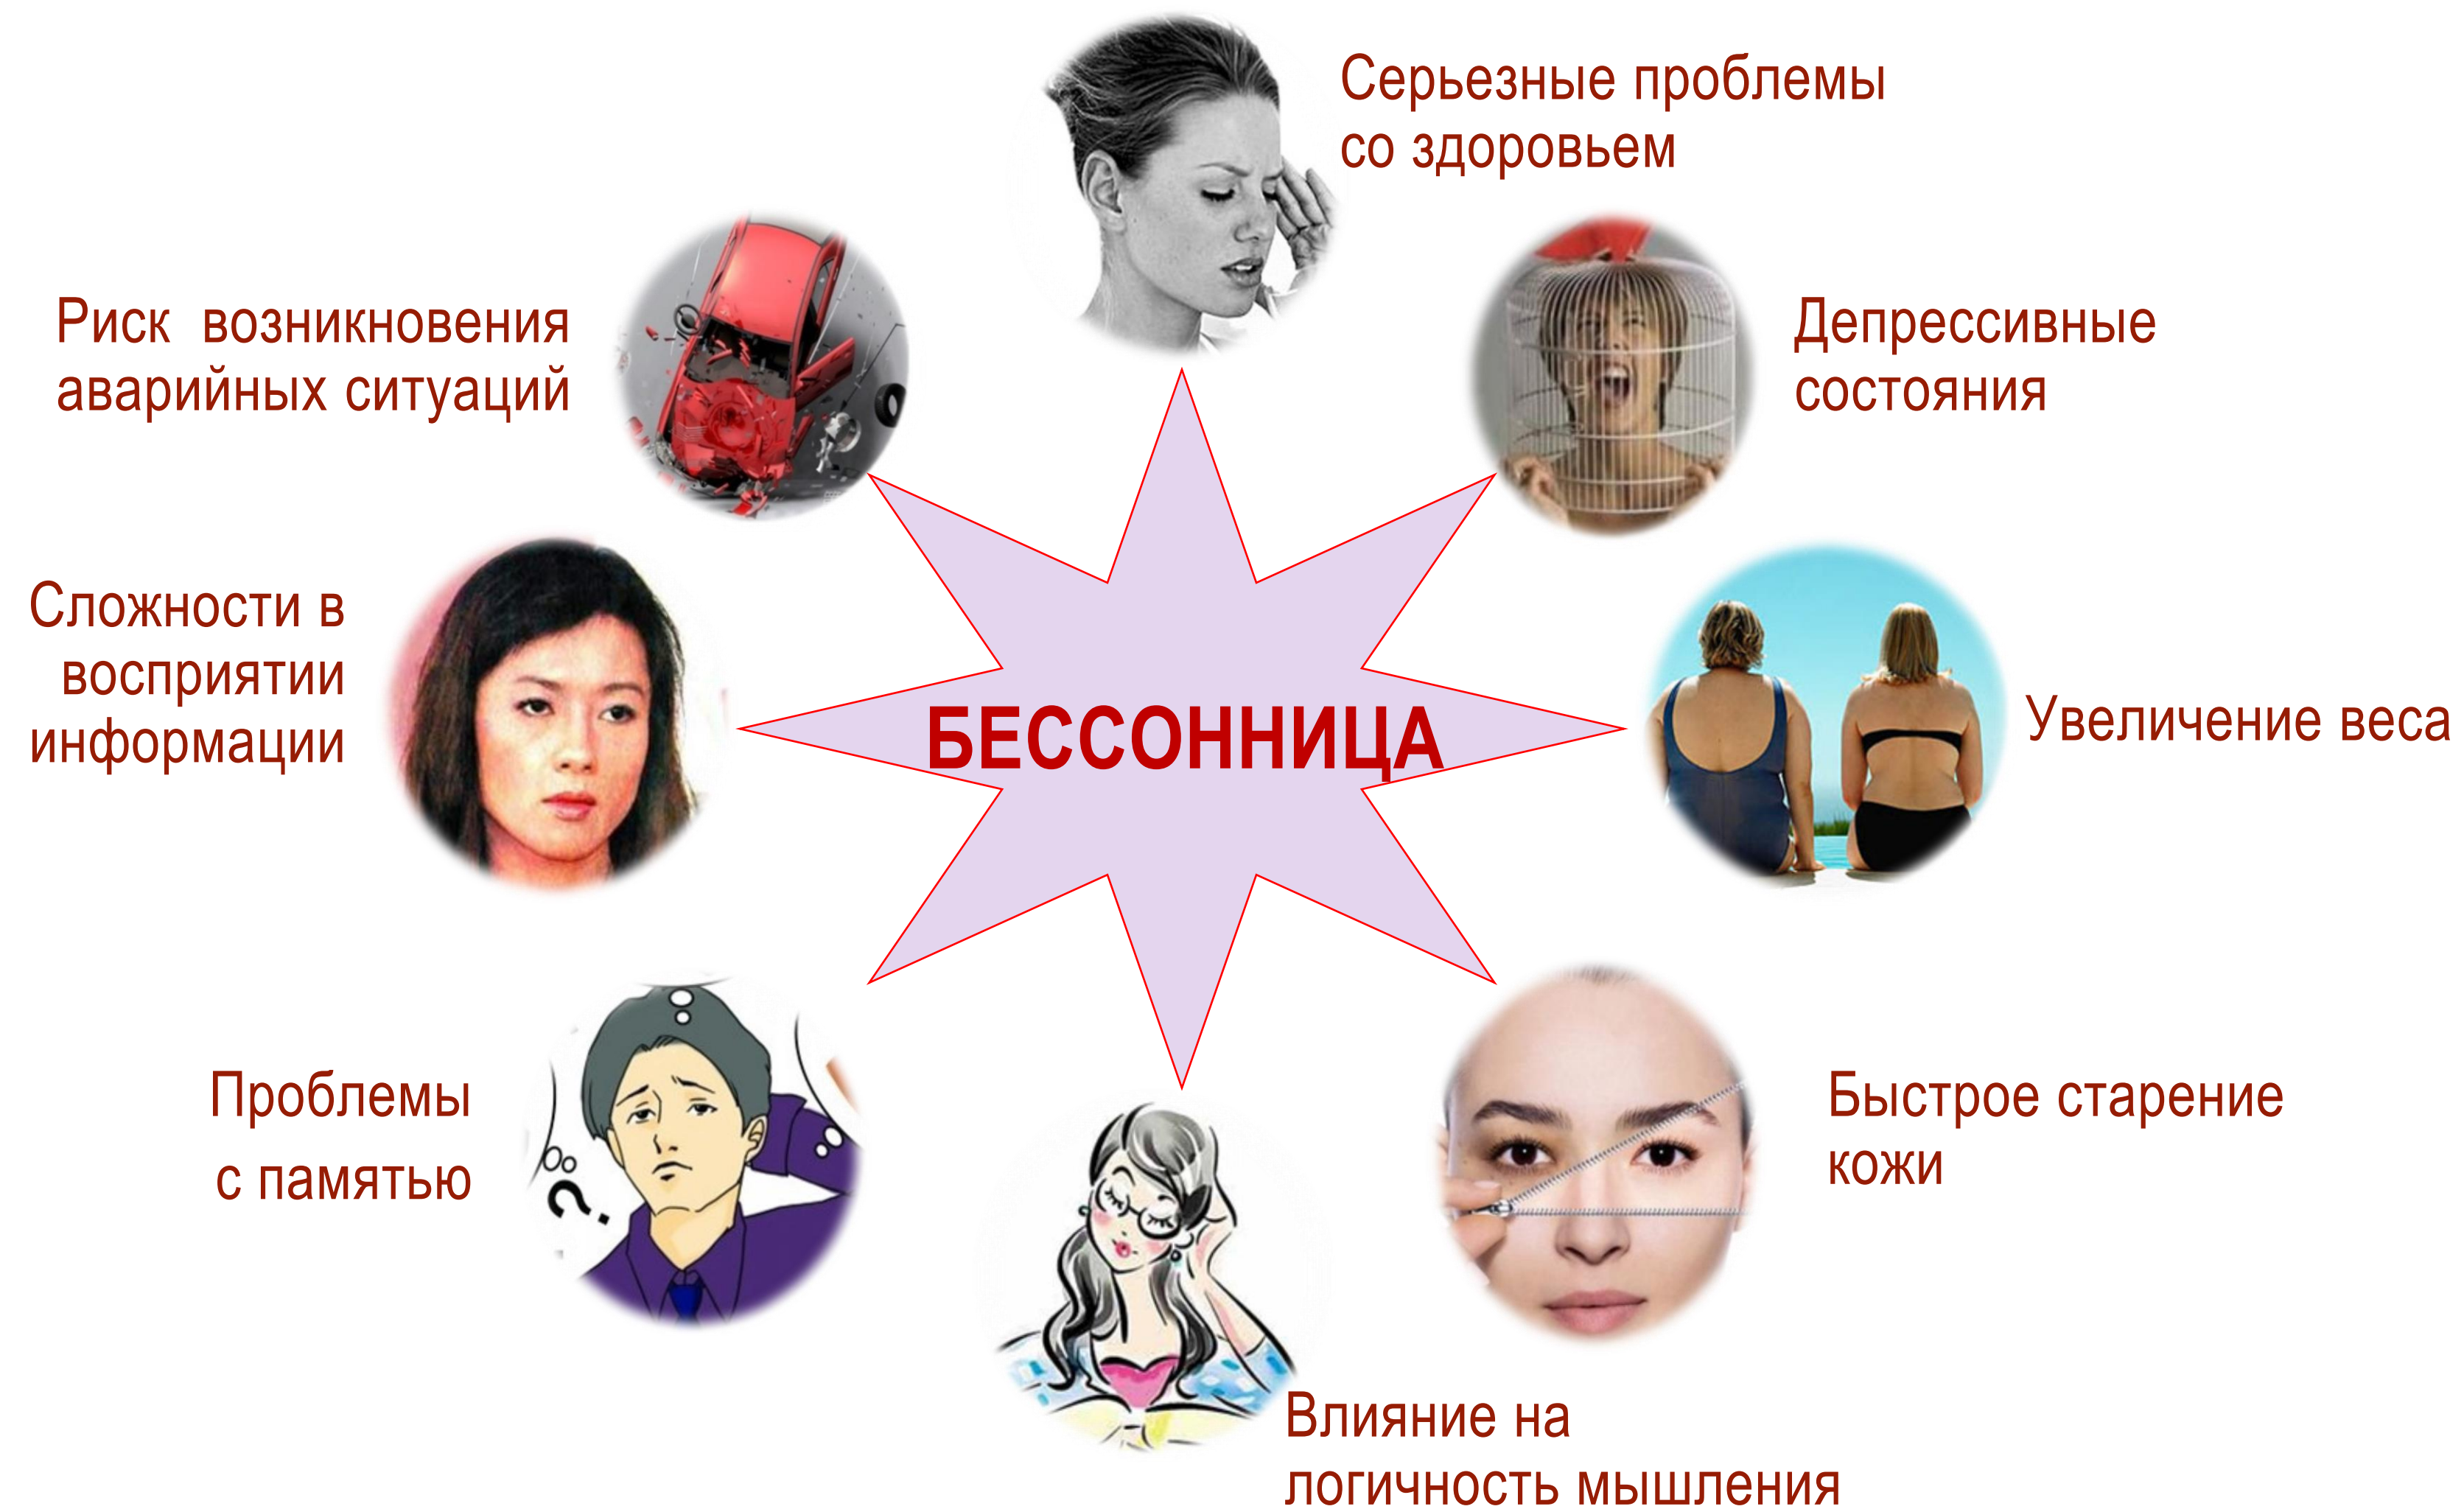 Серьезные проблемы
со здоровьем
Депрессивные
состояния
Увеличение веса
Быстрое старение
кожи
Влияние на
логичность мышления
Проблемы
с памятью
Сложности в
восприятии
информации
Риск возникновения
аварийных ситуаций
БЕССОННИЦА
?